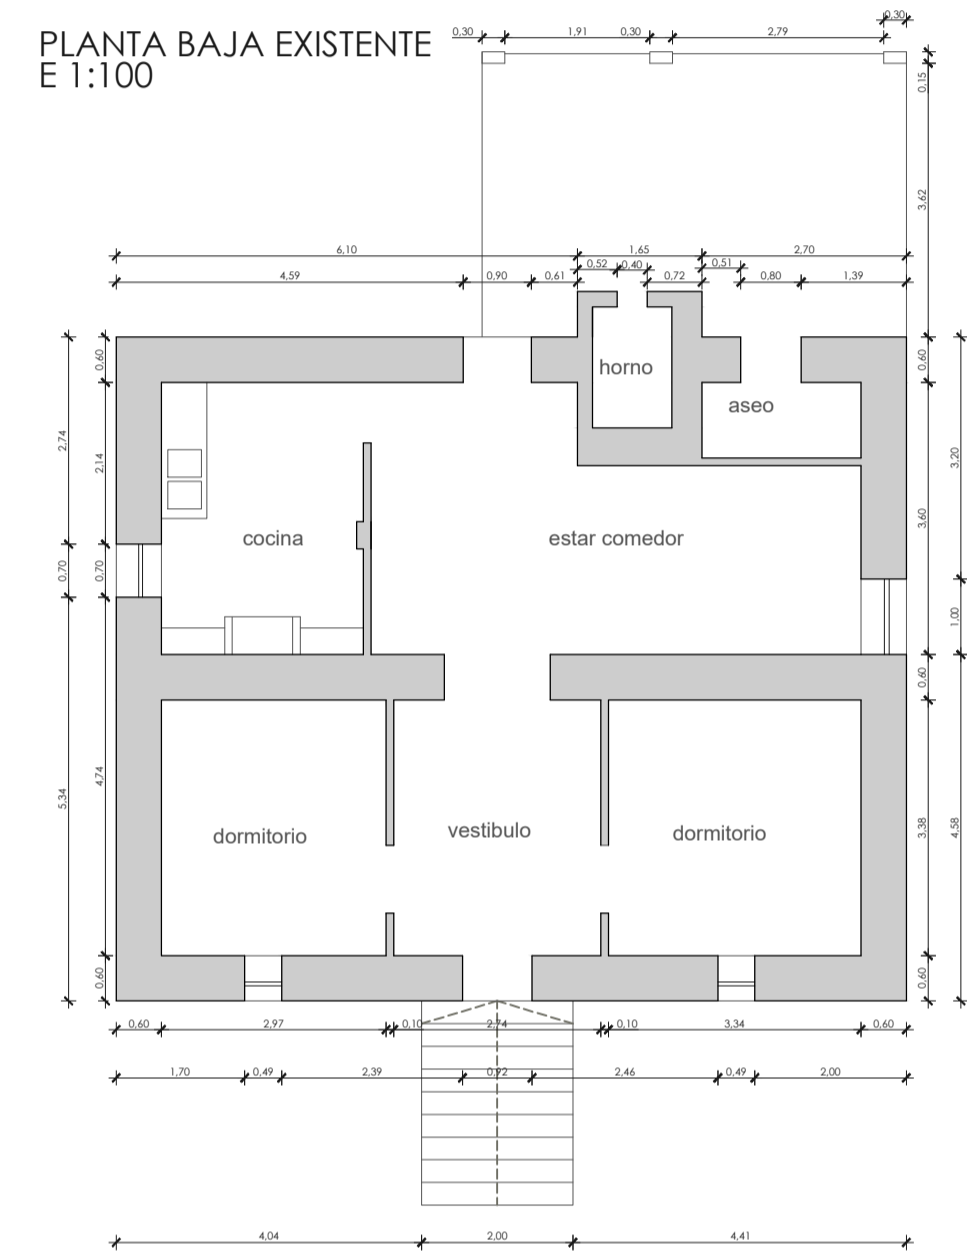 PLANTA BAJA EXISTENTE
E 1:100
0,30
0,30 1,91 0,30 2,79
0,15
3,62
6,10 1,65 2,70
0,52 0,40 0,51
4,59 0,90 0,61 0,72 0,80 1,39
0,60 0,60
horno
aseo
2,74 2,14 3,20
cocina estar comedor
3,60
0,70 0,70
1,00
0,60
4,74
5,34 3,38 4,58
dormitorio vestibulo dormitorio
0,60 0,60
0,60 2,97 0,10 2,74 0,10 3,34 0,60
1,70 0,49 2,39 0,92 2,46 0,49 2,00
4,04 2,00 4,41